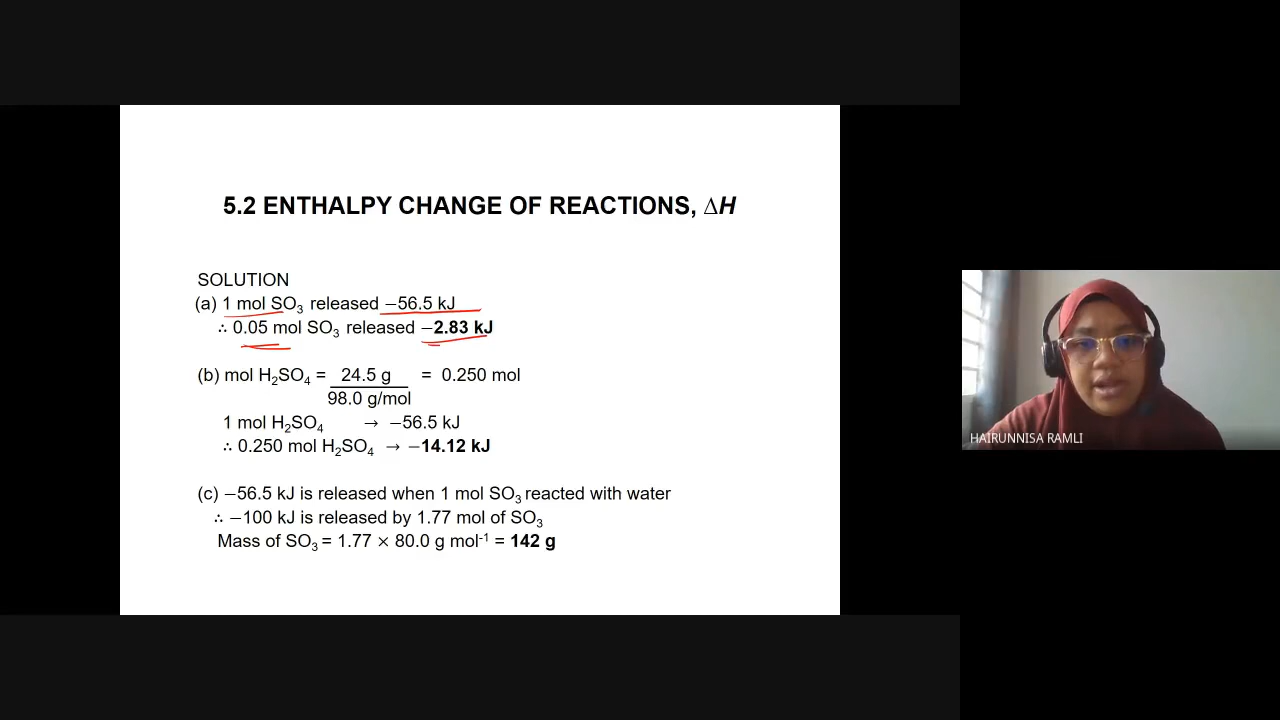 5.2 ENTHALPY CHANGE OF REACTIONS, ΔH
SOLUTION
(a) 1 mol SO₃ released −56.5 kJ
∴ 0.05 mol SO₃ released −2.83 kJ
(b) mol H₂SO₄ = 24.5 g = 0.250 mol
98.0 g/mol
1 mol H₂SO₄ → −56.5 kJ
∴ 0.250 mol H₂SO₄ → −14.12 kJ
(c) −56.5 kJ is released when 1 mol SO₃ reacted with water
∴ −100 kJ is released by 1.77 mol of SO₃
Mass of SO₃ = 1.77 × 80.0 g mol⁻¹ = 142 g
HAIRUNNISA RAMLI